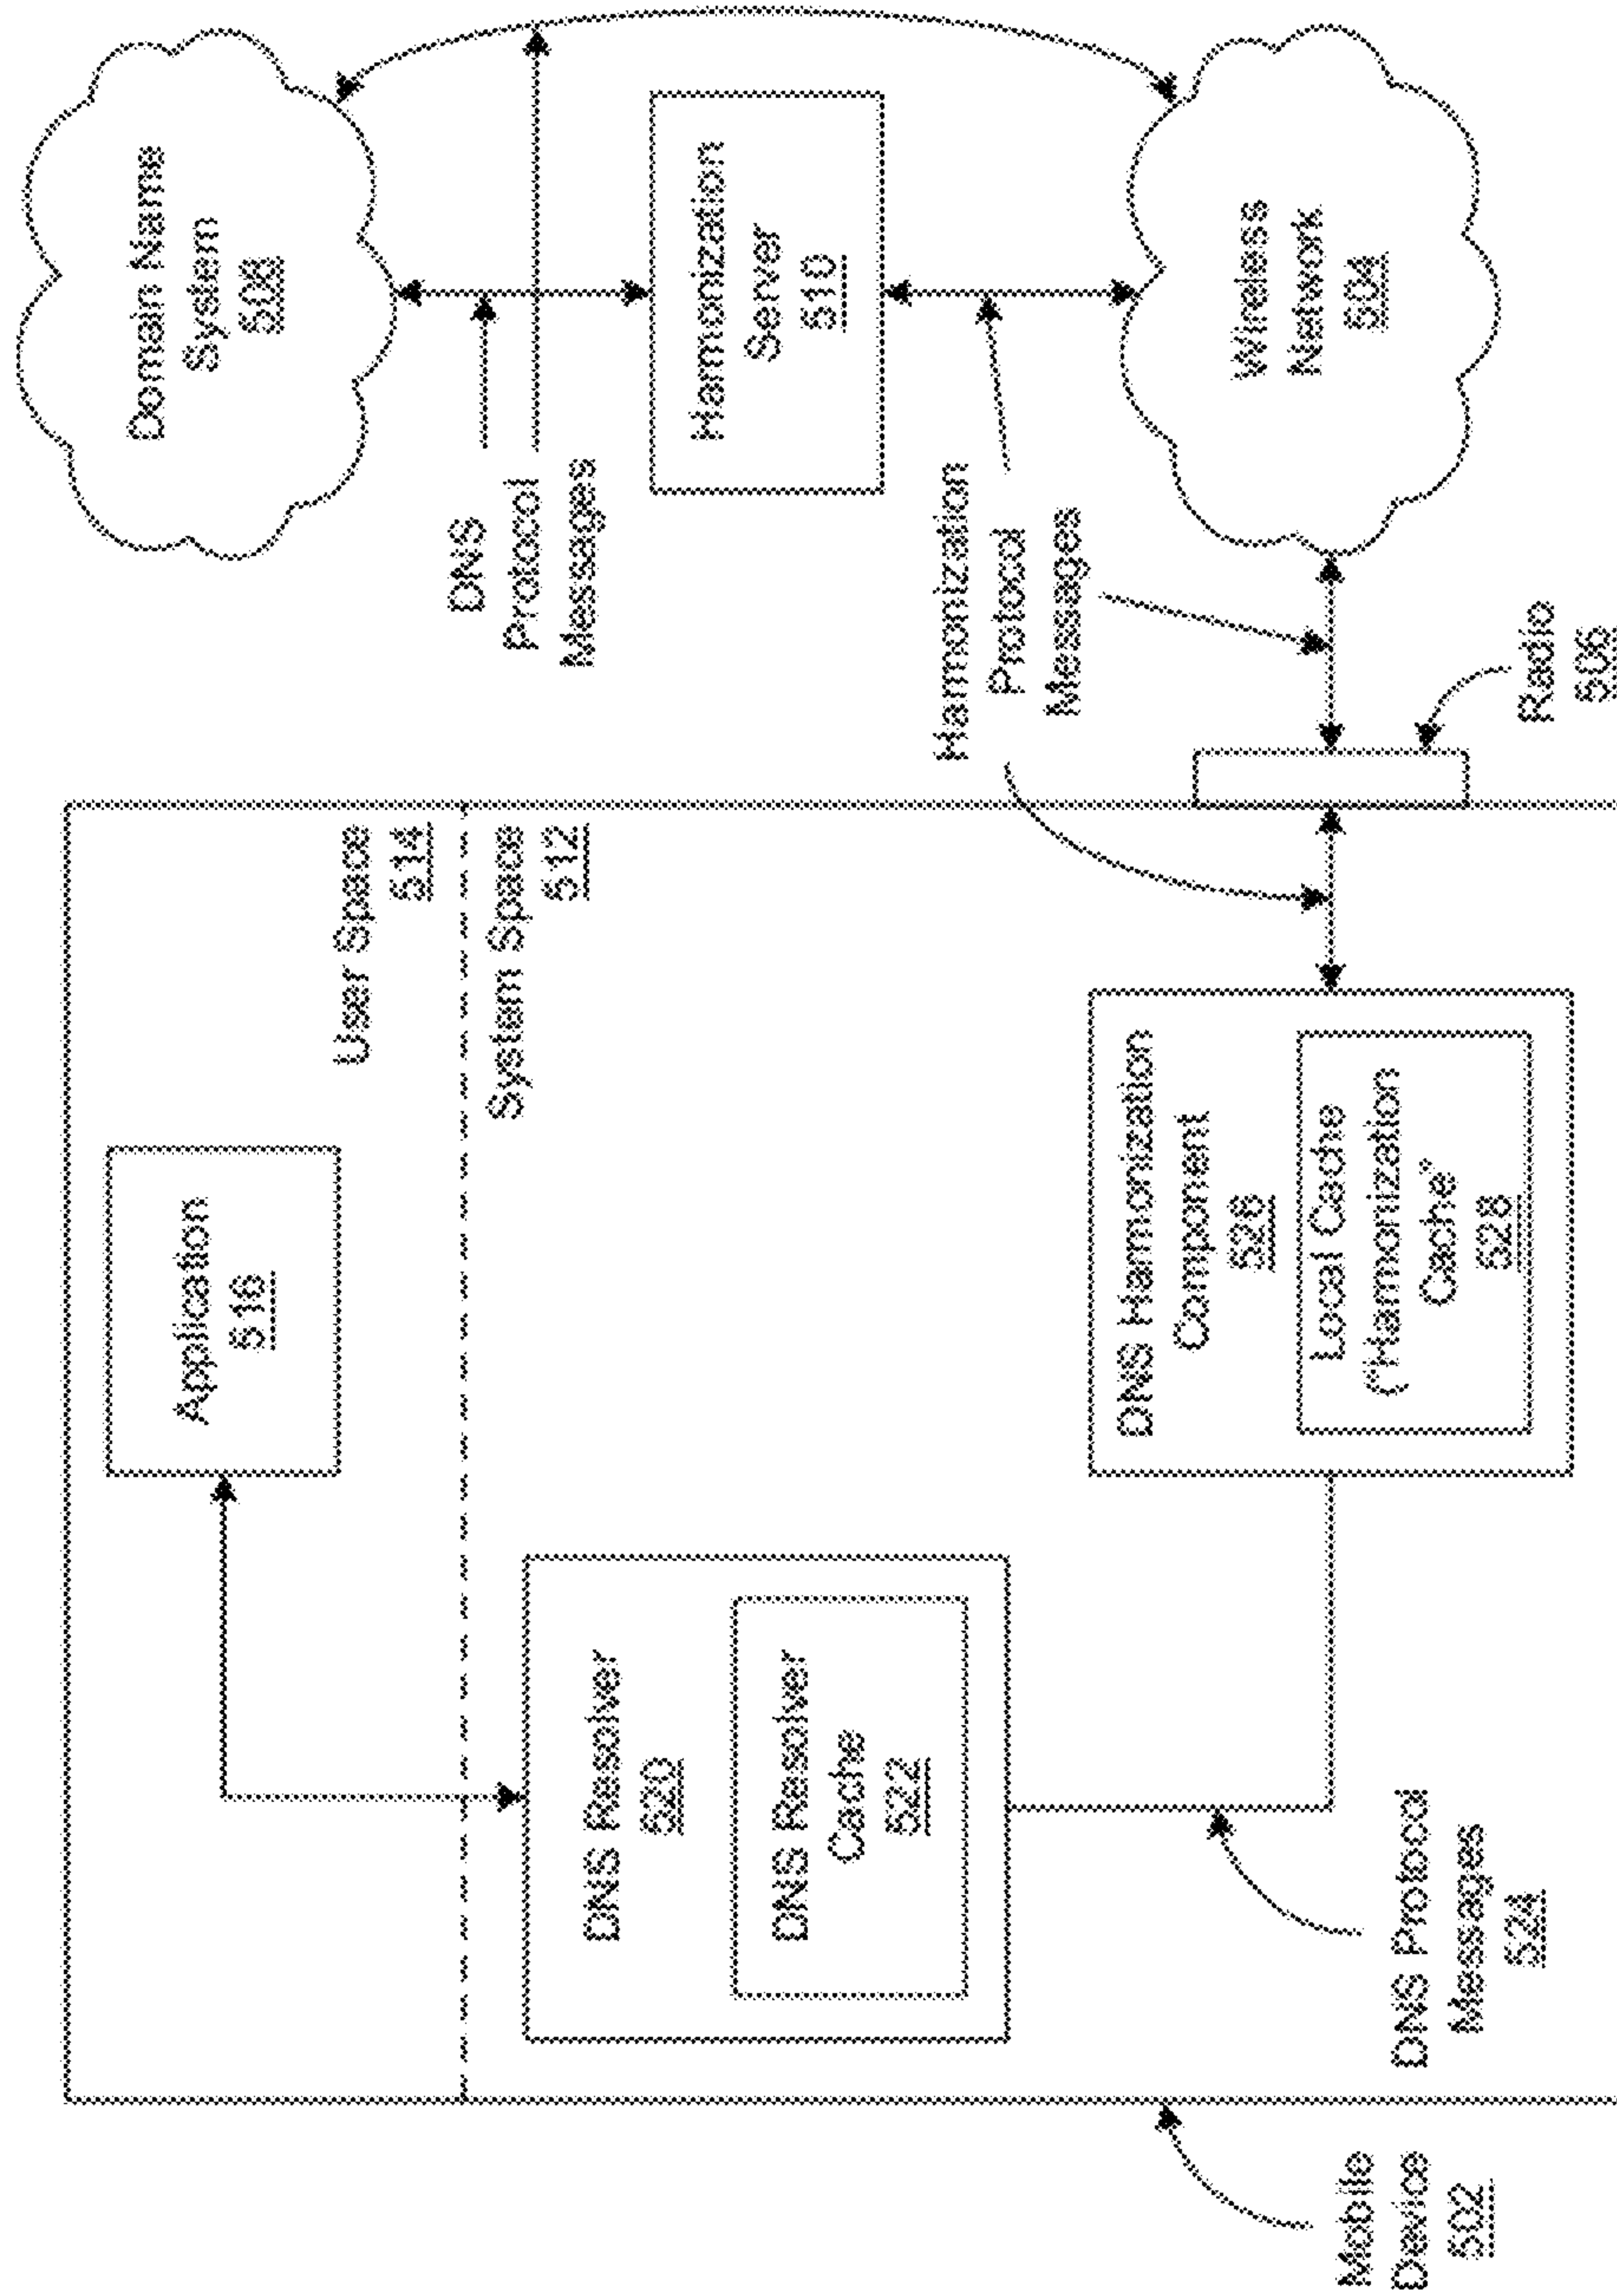 Application
516
Domain Name
System
508
User Space
514
System Space
512
DNS
Protocol
Messages
DNS Resolver
520
DNS Resolver
Cache
522
Harmonization
Server
510
Harmonization
Protocol
Messages
DNS Harmonization
Component
526
Local Cache
("Harmonization
Cache"
528
Wireless
Network
504
Mobile
Device
502
DNS Protocol
Messages
524
Radio
506